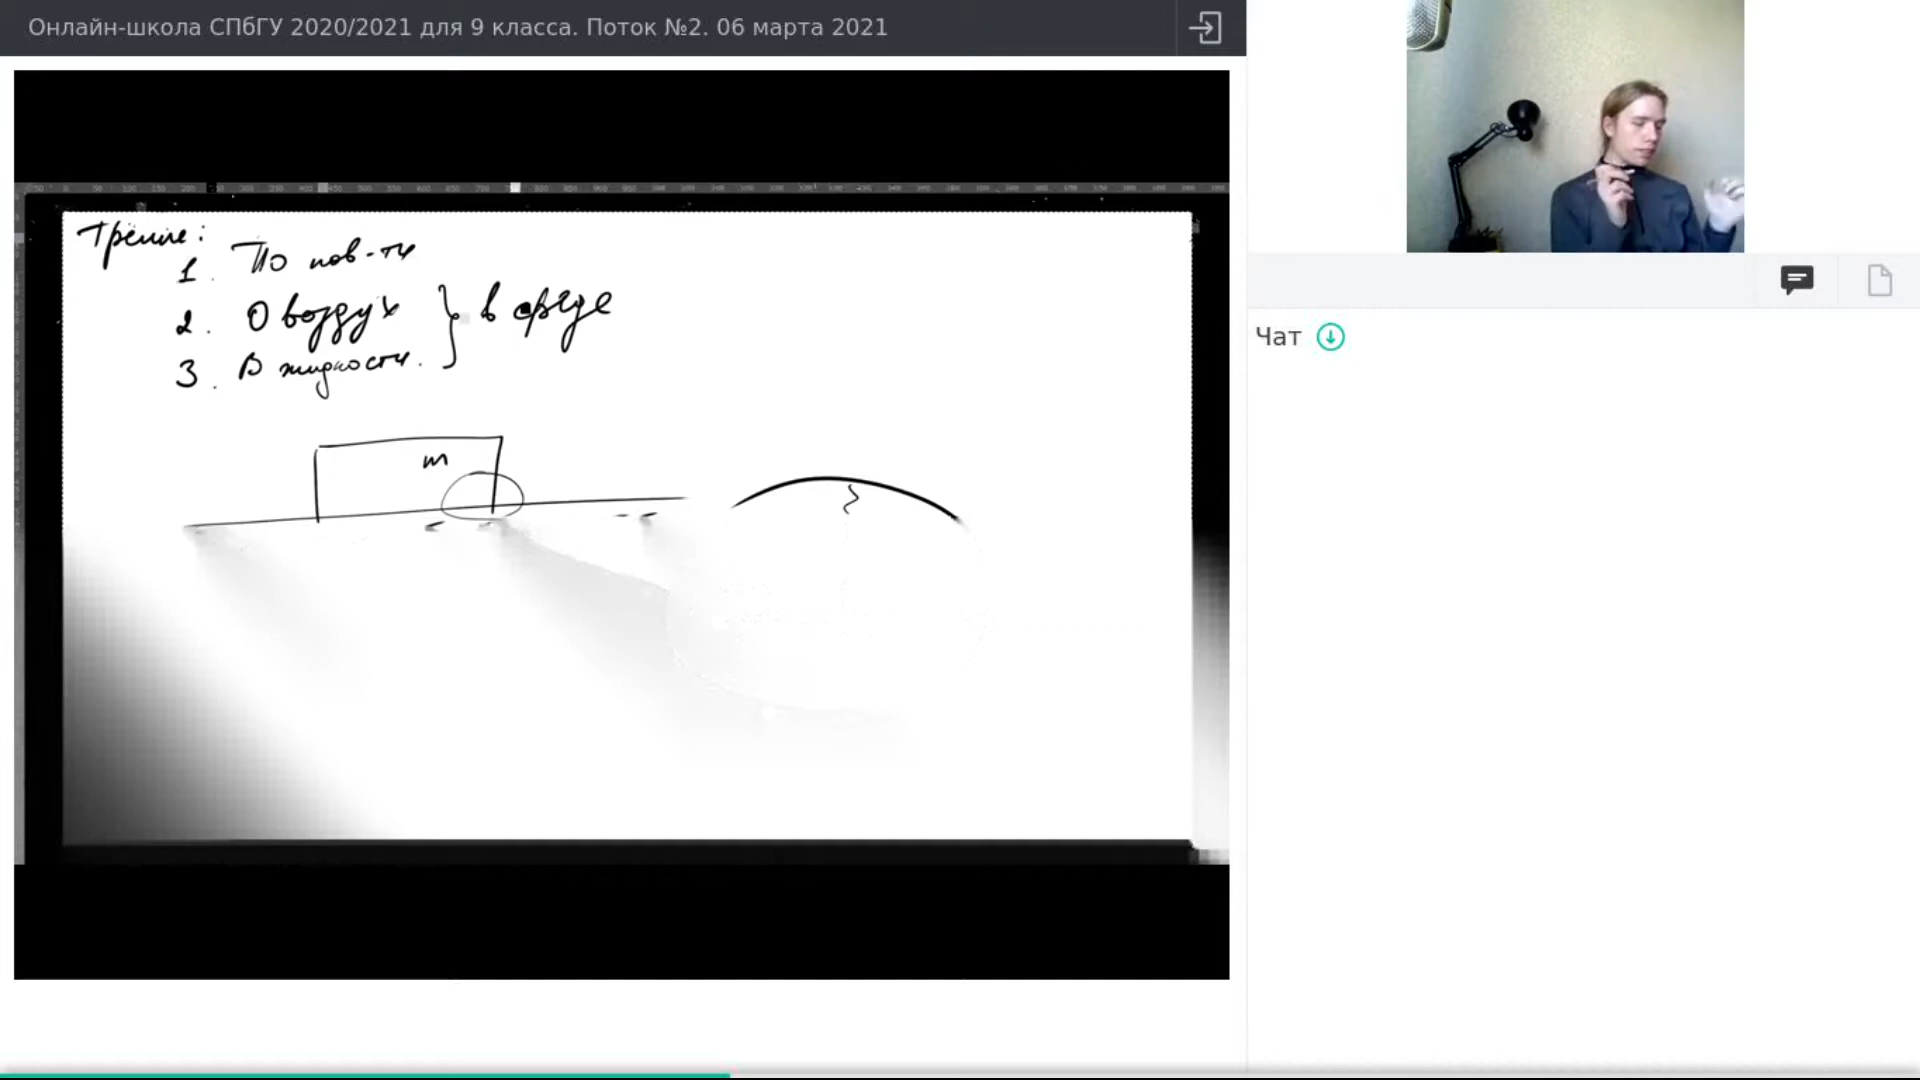 Онлайн-школа СПбГУ 2020/2021 для 9 класса. Поток №2. 06 марта 2021
Трение:
1. По пов-ти
2. О воздух } в среде
3. В жидкости.
m
Чат